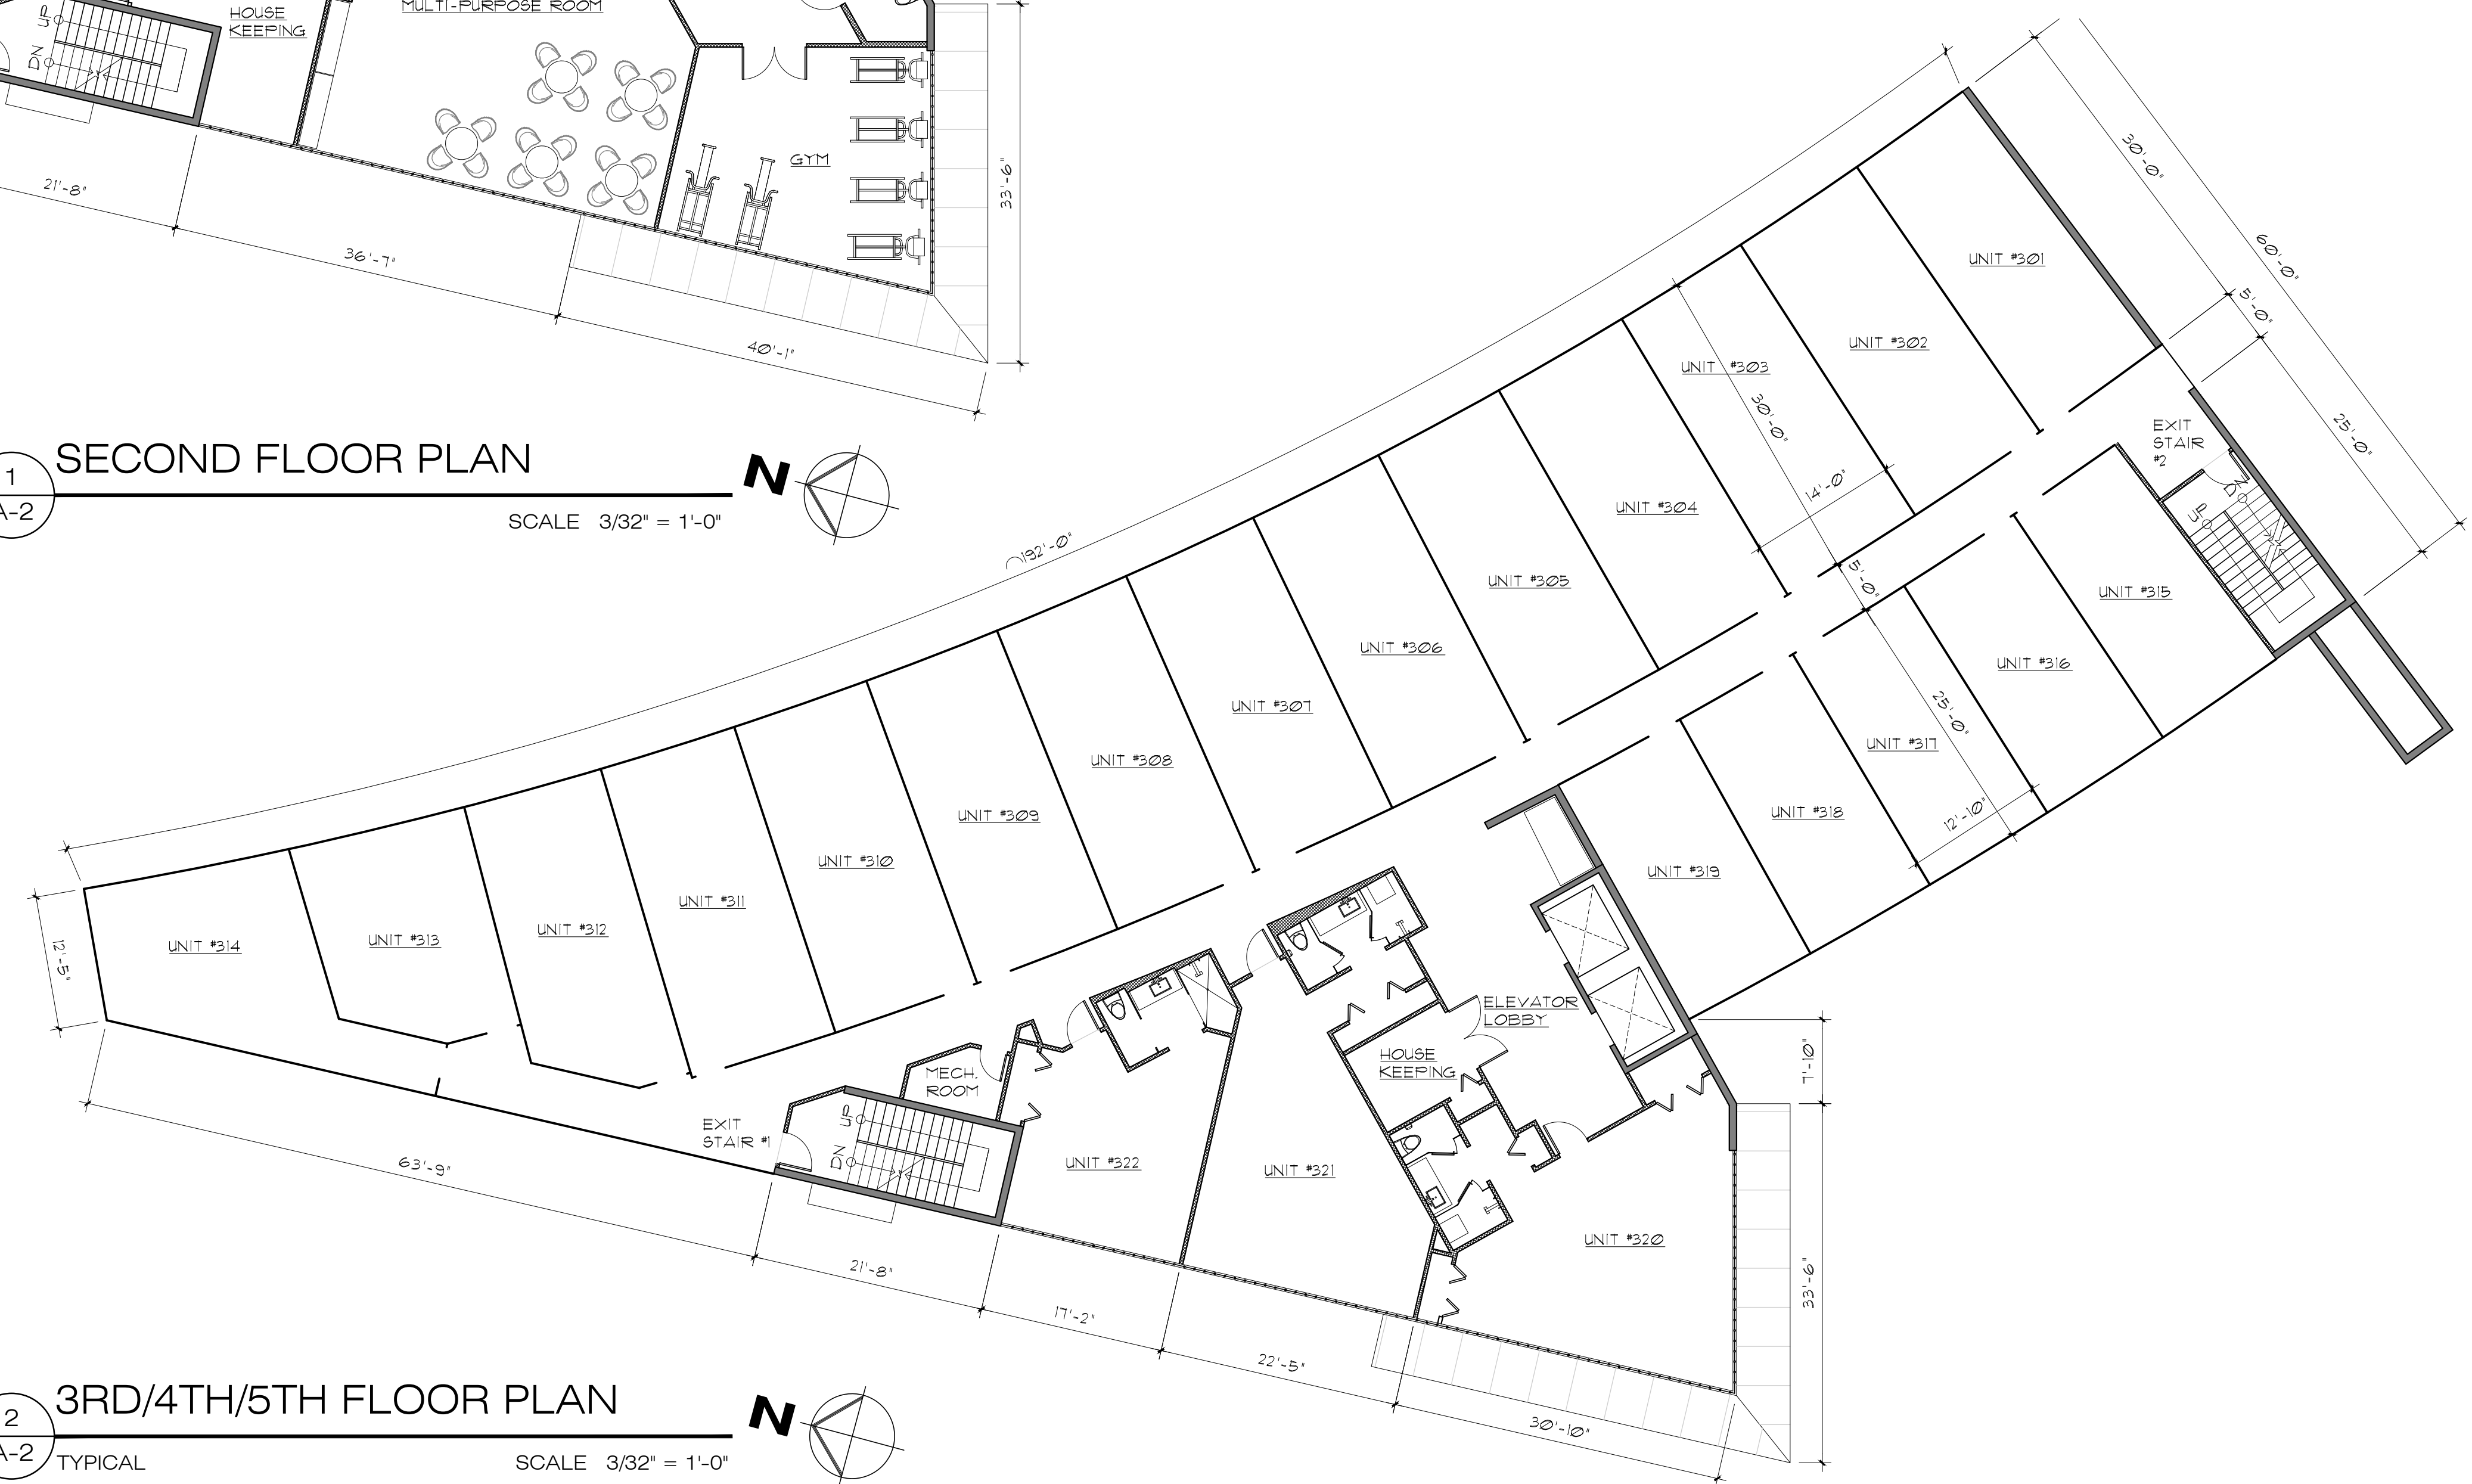 HOUSE
KEEPING
MULTI-PURPOSE ROOM
UP
DN
GYM
33'-6"
21'-8"
36'-7"
40'-1"
1
A-2
SECOND FLOOR PLAN
SCALE 3/32" = 1'-0"
N
192'-0"
30'-0"
60'-0"
5'-0"
25'-0"
UNIT #301
UNIT #302
UNIT #303
30'-0"
14'-0"
5'-0"
25'-0"
12'-10"
UNIT #304
UNIT #305
UNIT #306
UNIT #307
UNIT #308
UNIT #309
UNIT #310
UNIT #311
UNIT #312
UNIT #313
UNIT #314
12'-5"
EXIT
STAIR
#2
DN
UP
UNIT #315
UNIT #316
UNIT #317
UNIT #318
UNIT #319
ELEVATOR
LOBBY
HOUSE
KEEPING
MECH.
ROOM
EXIT
STAIR #1
UP
DN
UNIT #322
UNIT #321
UNIT #320
7'-10"
33'-6"
63'-9"
21'-8"
17'-2"
22'-5"
30'-10"
2
A-2
3RD/4TH/5TH FLOOR PLAN
TYPICAL
SCALE 3/32" = 1'-0"
N